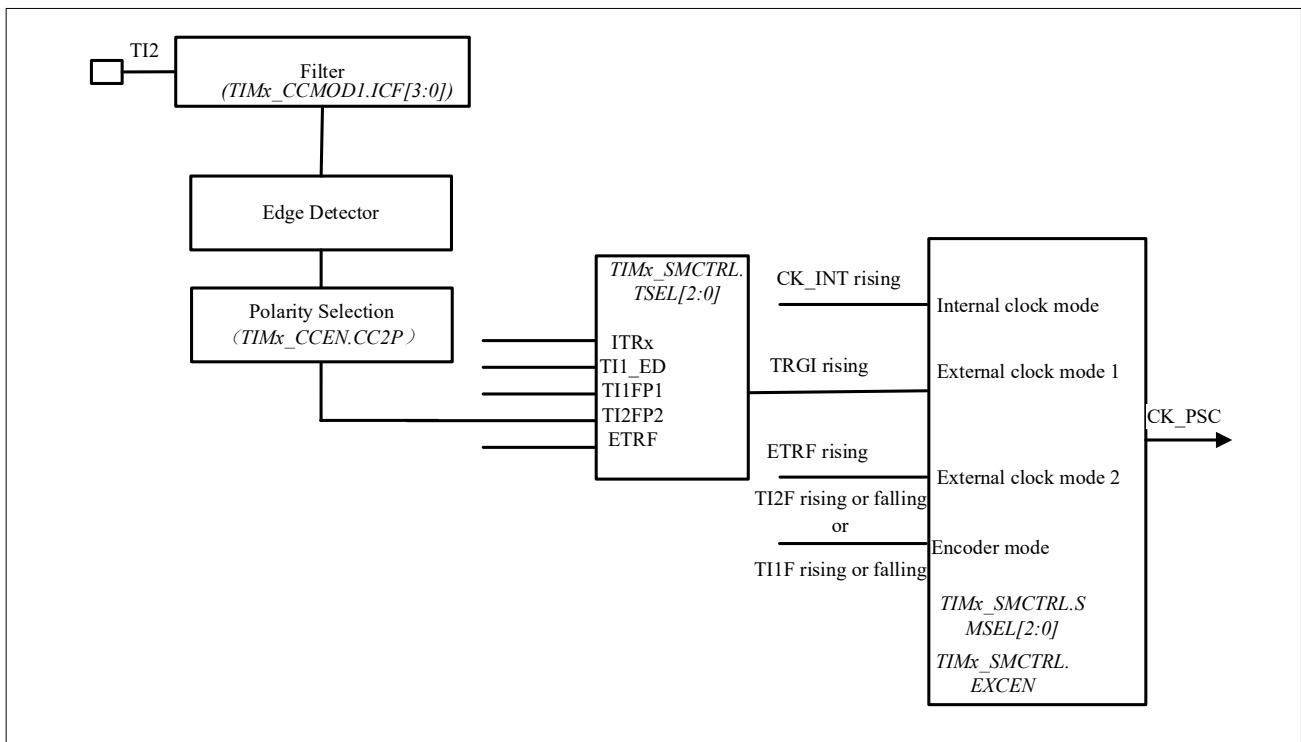 TI2
Filter
(TIMx_CCMOD1.ICF[3:0])
Edge Detector
Polarity Selection
（TIMx_CCEN.CC2P）
TIMx_SMCTRL.
TSEL[2:0]
ITRx
TI1_ED
TI1FP1
TI2FP2
ETRF
CK_INT rising
TRGI rising
ETRF rising
TI2F rising or falling
or
TI1F rising or falling
Internal clock mode
External clock mode 1
External clock mode 2
Encoder mode
TIMx_SMCTRL.S
MSEL[2:0]
TIMx_SMCTRL.
EXCEN
CK_PSC